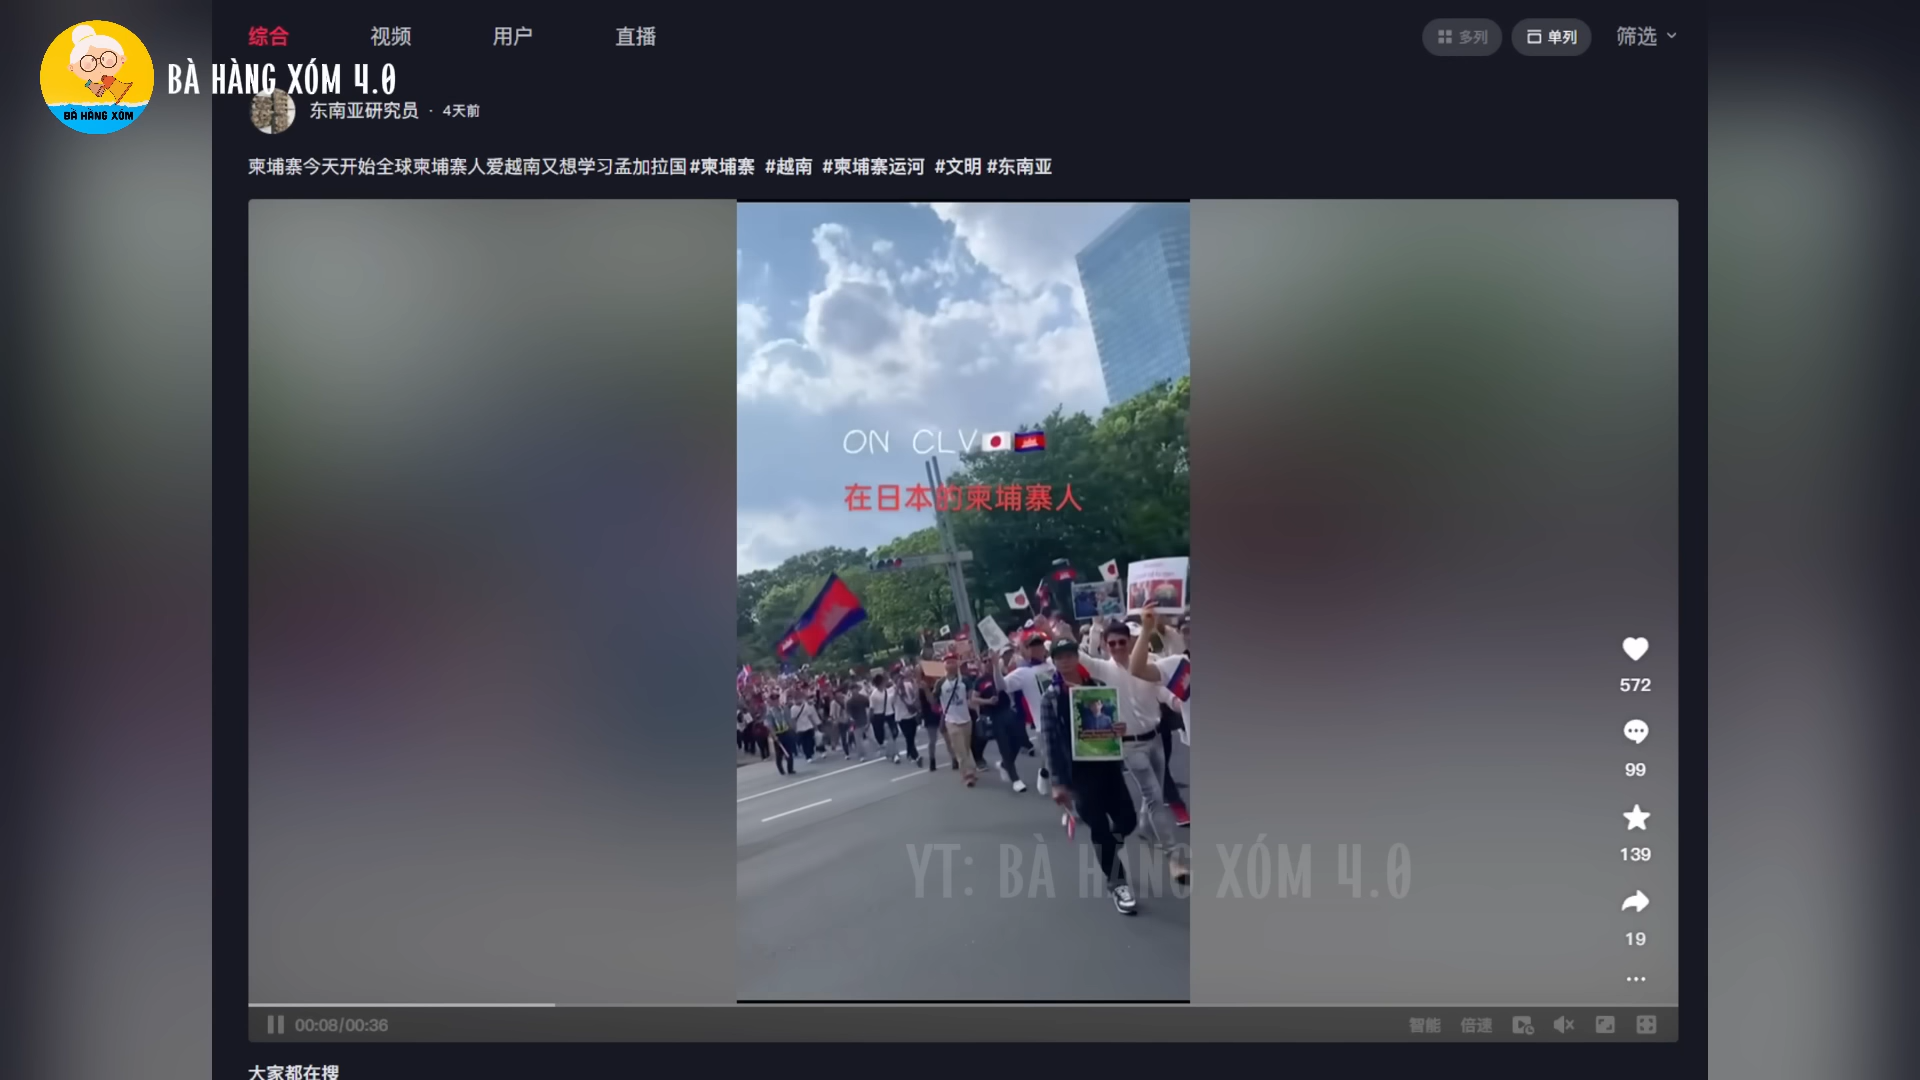 综合 视频 用户 直播 多列 单列 筛选
BÀ HÀNG XÓM 4.0
BÀ HÀNG XÓM
东南亚研究员 · 4天前
柬埔寨今天开始全球柬埔寨人爱越南又想学习孟加拉国#柬埔寨 #越南 #柬埔寨运河 #文明 #东南亚
ON CLV
在日本的柬埔寨人
572
99
YT: BÀ HÀNG XÓM 4.0
139
19
00:08/00:36 智能 倍速
大家都在搜